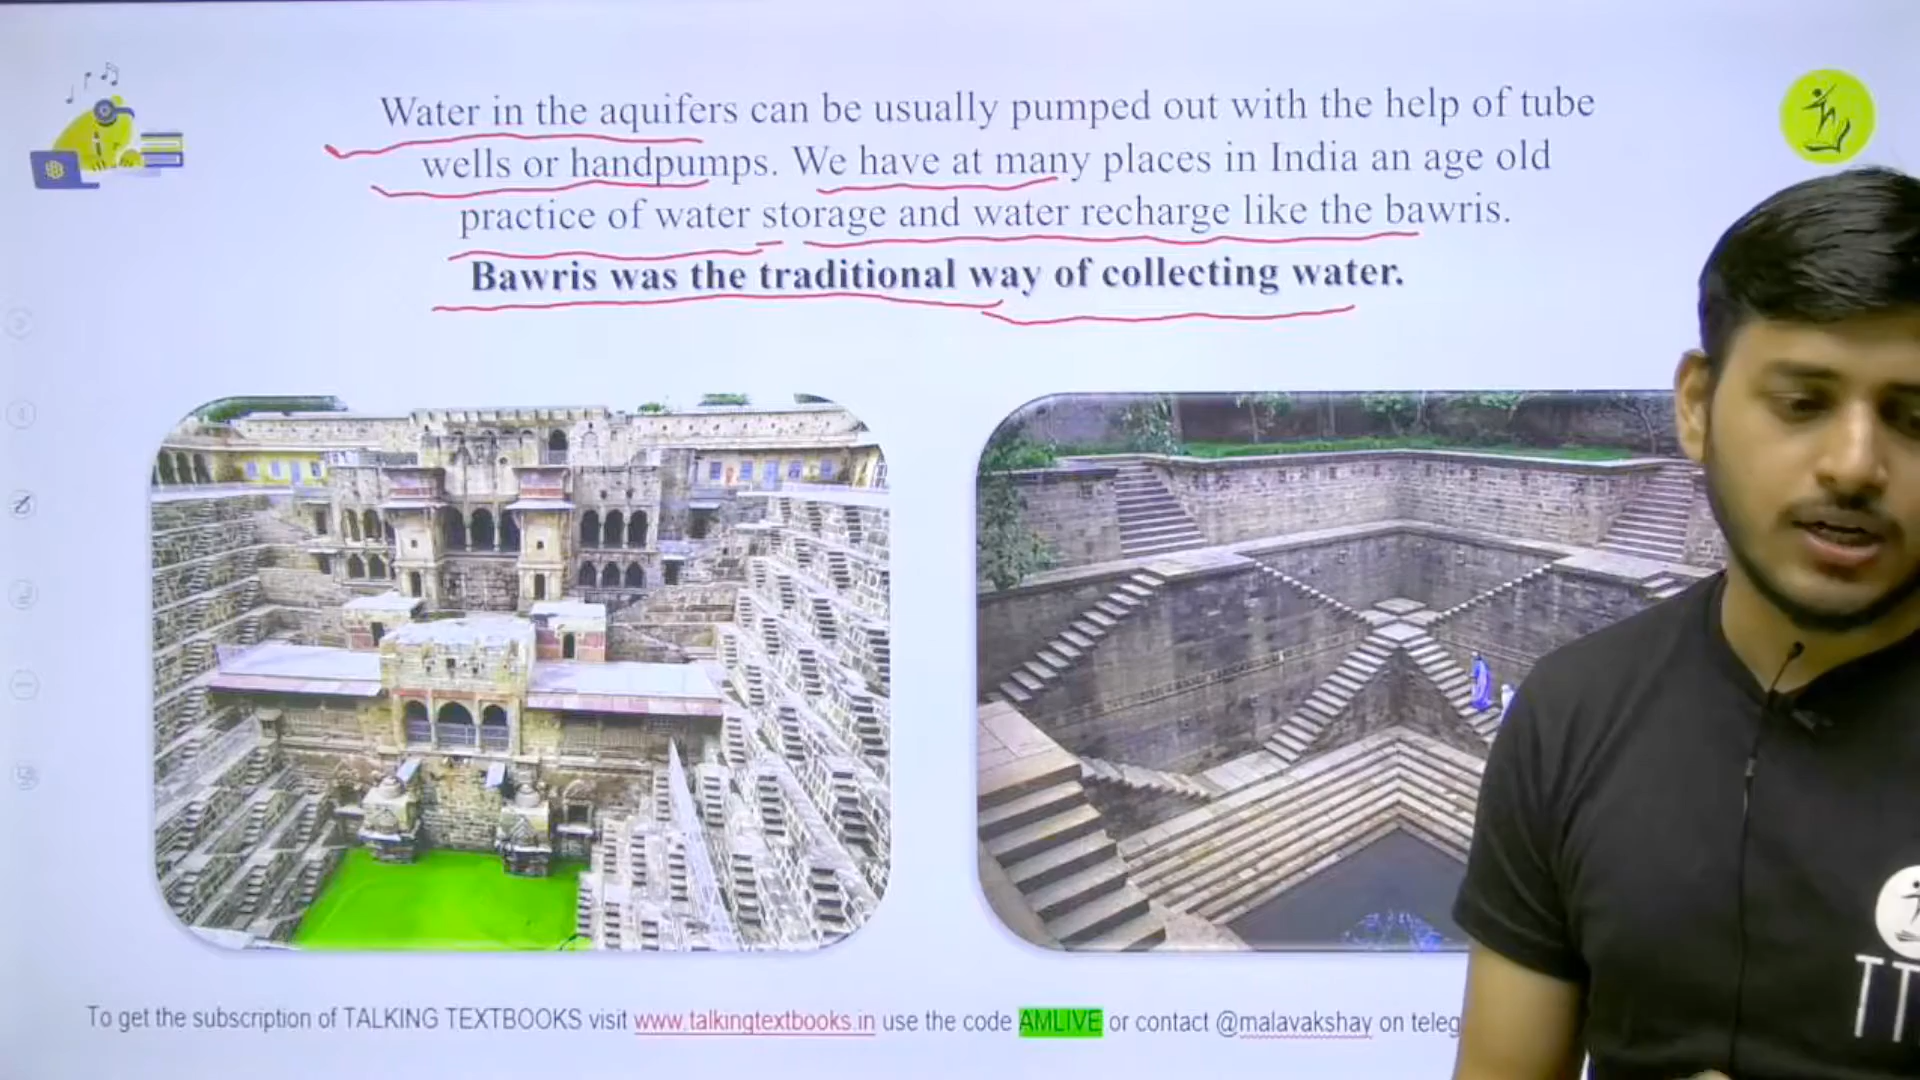 Water in the aquifers can be usually pumped out with the help of tube
wells or handpumps. We have at many places in India an age old
practice of water storage and water recharge like the bawris.
Bawris was the traditional way of collecting water.
To get the subscription of TALKING TEXTBOOKS visit www.talkingtextbooks.in use the code AMLIVE or contact @malavakshay on teleg